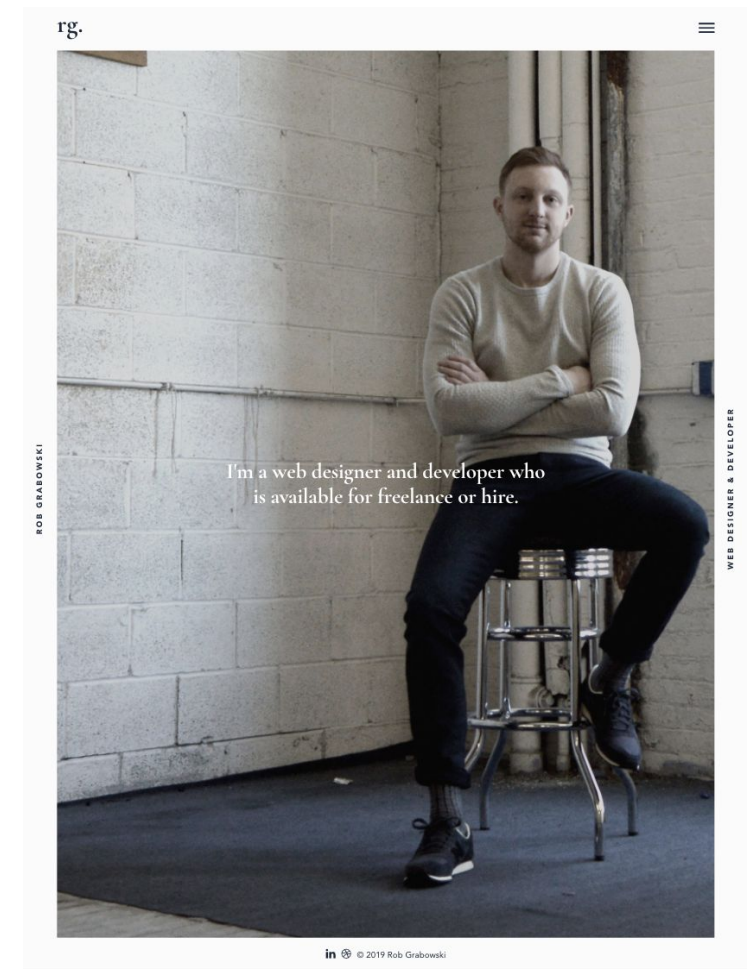 rg.
I'm a web designer and developer who
is available for freelance or hire.
ROB GRABOWSKI
WEB DESIGNER & DEVELOPER
in
© 2019 Rob Grabowski